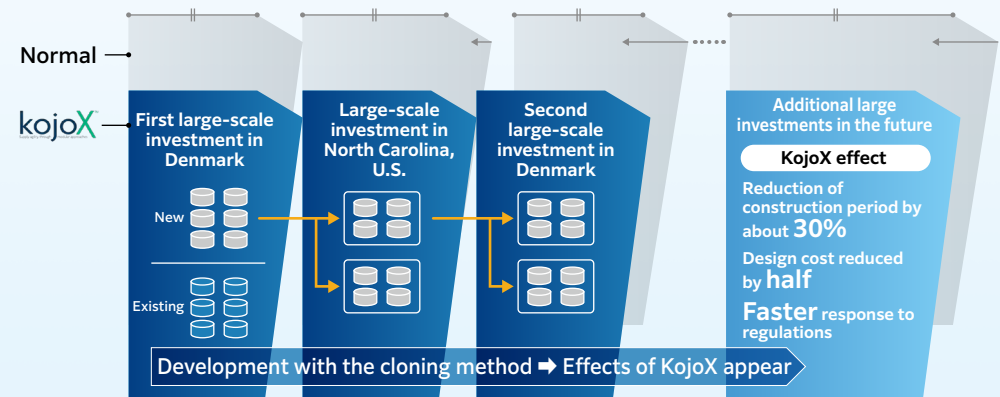 Normal
kojoX
First large-scale
investment in
Denmark
New
Existing
Large-scale
investment in
North Carolina,
U.S.
Second
large-scale
investment in
Denmark
Additional large
investments in the future
KojoX effect
Reduction of
construction period by
about 30%
Design cost reduced
by half
Faster response to
regulations
Development with the cloning method ➡ Effects of KojoX appear